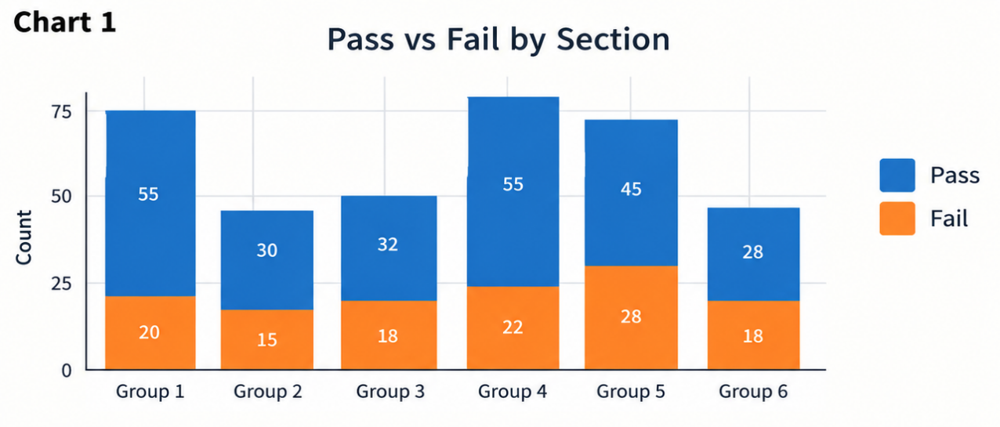 Chart 1
Pass vs Fail by Section
Count
75
50
25
0
55
30
32
55
45
28
20
15
18
22
28
18
Group 1
Group 2
Group 3
Group 4
Group 5
Group 6
Pass
Fail